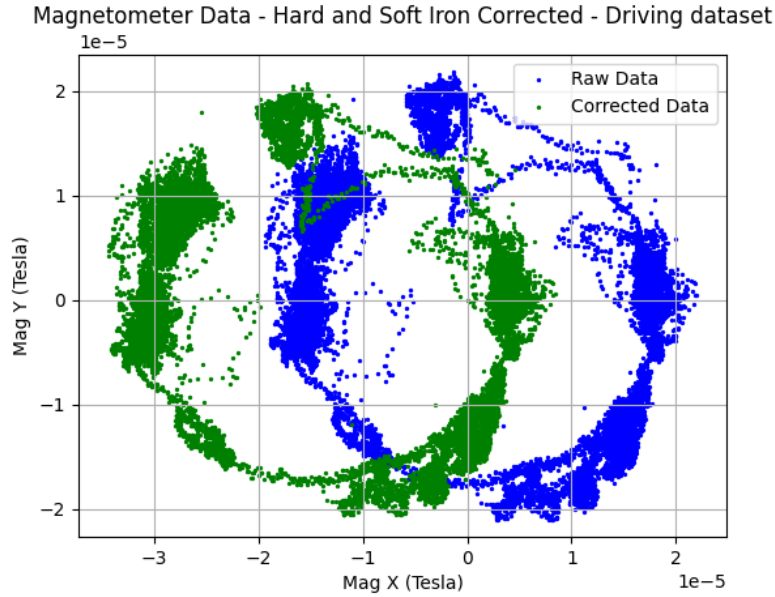 Magnetometer Data - Hard and Soft Iron Corrected - Driving dataset
1e−5
Raw Data
Corrected Data
2
1
0
−1
−2
Mag Y (Tesla)
−3
−2
−1
0
1
2
Mag X (Tesla)
1e−5